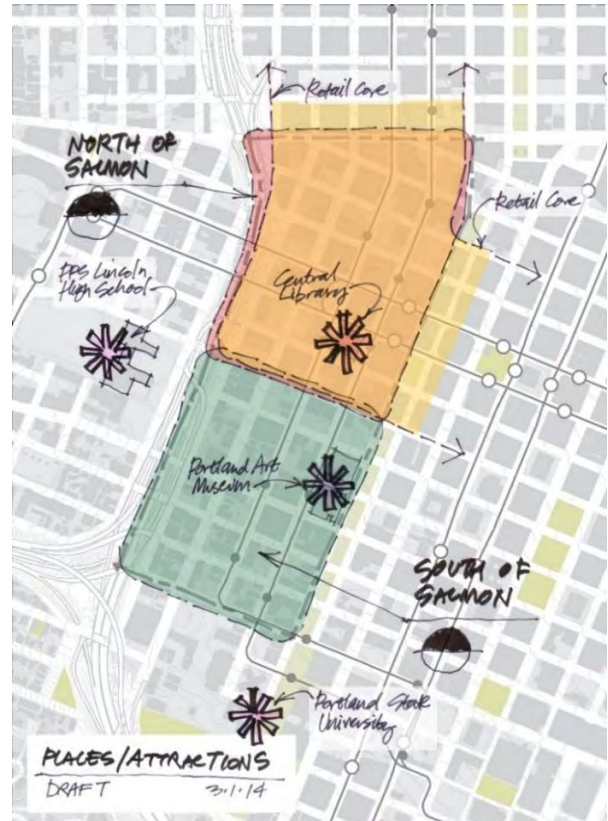 Retail Core
NORTH OF
SALMON
Retail Core
PPS Lincoln
High School
Central
Library
Portland Art
Museum
SOUTH OF
SALMON
Portland State
University
PLACES/ATTRACTIONS
DRAFT 3.1.14